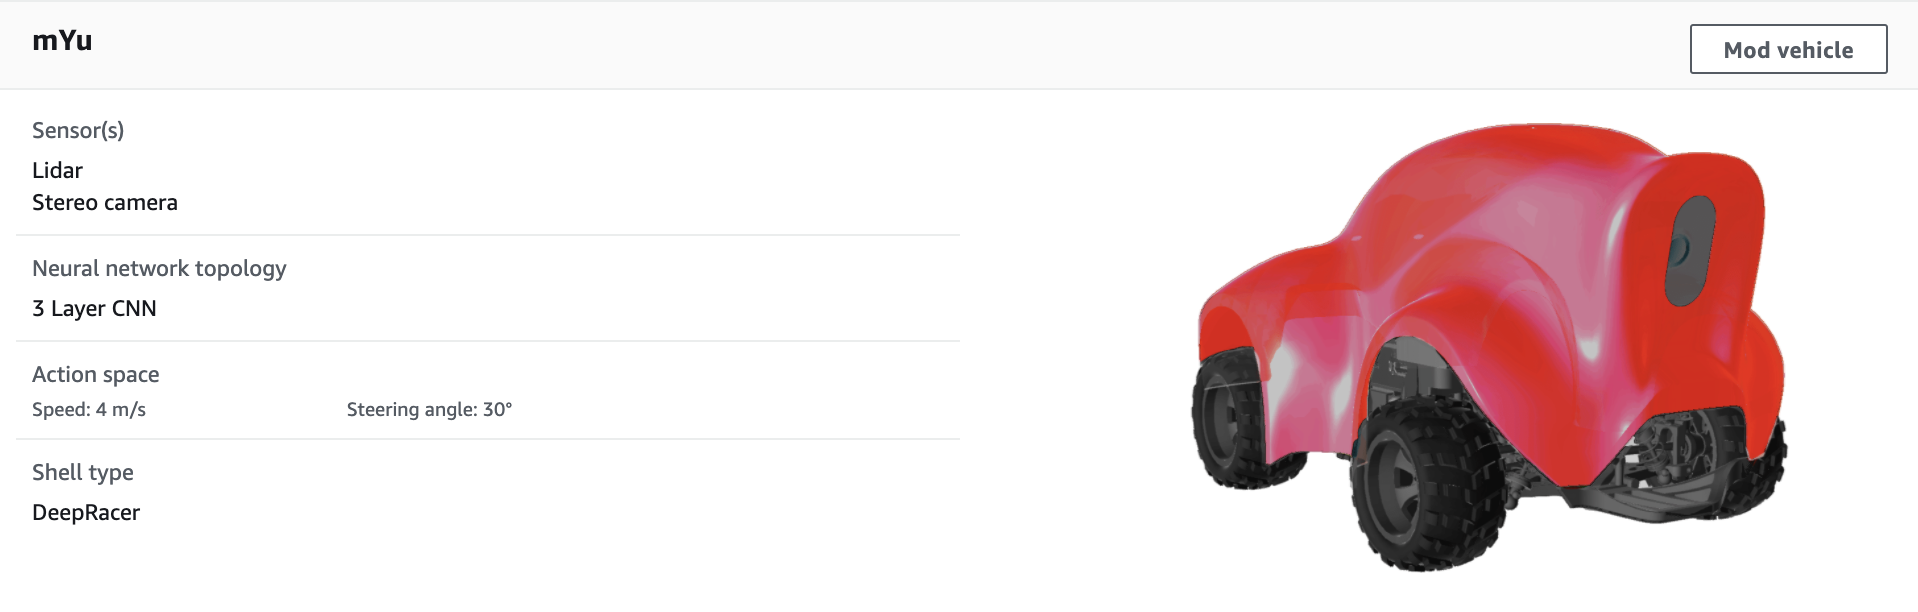 mYu
Mod vehicle
Sensor(s)
Lidar
Stereo camera
Neural network topology
3 Layer CNN
Action space
Speed: 4 m/s
Steering angle: 30°
Shell type
DeepRacer